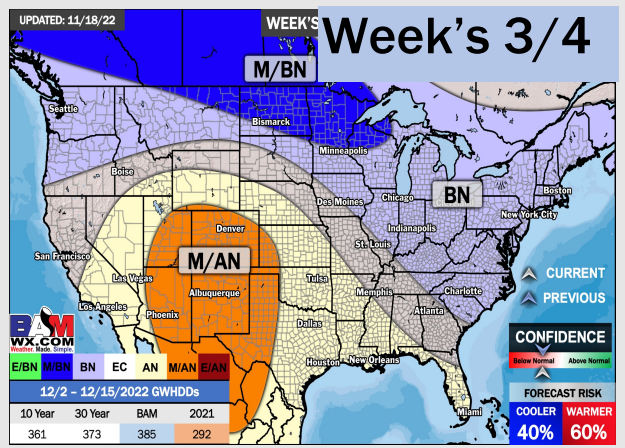 UPDATED: 11/18/22
WEEK'S
Week's 3/4
M/BN
Seattle
Bismarck
Minneapolis
Boise
Des Moines
Chicago
BN
Boston
New York City
Denver
Indianapolis
St. Louis
San Francisco
M/AN
Las Vegas
Albuquerque
Tulsa
Memphis
Charlotte
Los Angeles
Phoenix
Atlanta
Dallas
Houston
New Orleans
Miami
CURRENT
PREVIOUS
BAM
WX.COM
Weather. Made. Simple.
CONFIDENCE
Below Normal Above Normal
E/BN M/BN BN EC AN M/AN E/AN
12/2 – 12/15/2022 GWHDDs
10 Year 30 Year BAM 2021
361 373 385 292
FORECAST RISK
COOLER WARMER
40% 60%